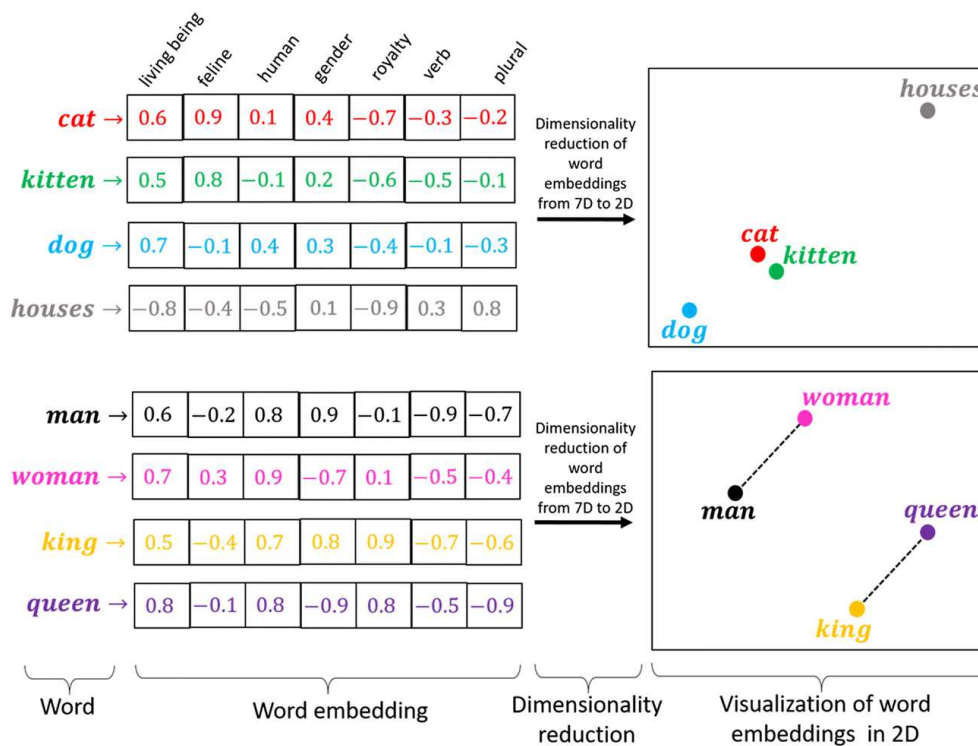 living being feline human gender royalty verb plural
cat → 0.6 0.9 0.1 0.4 −0.7 −0.3 −0.2
kitten → 0.5 0.8 −0.1 0.2 −0.6 −0.5 −0.1
dog → 0.7 −0.1 0.4 0.3 −0.4 −0.1 −0.3
houses → −0.8 −0.4 −0.5 0.1 −0.9 0.3 0.8
Dimensionality
reduction of
word
embeddings
from 7D to 2D
houses
cat
kitten
dog
man → 0.6 −0.2 0.8 0.9 −0.1 −0.9 −0.7
woman → 0.7 0.3 0.9 −0.7 0.1 −0.5 −0.4
king → 0.5 −0.4 0.7 0.8 0.9 −0.7 −0.6
queen → 0.8 −0.1 0.8 −0.9 0.8 −0.5 −0.9
Dimensionality
reduction of
word
embeddings
from 7D to 2D
woman
man
queen
king
Word
Word embedding
Dimensionality
reduction
Visualization of word
embeddings in 2D